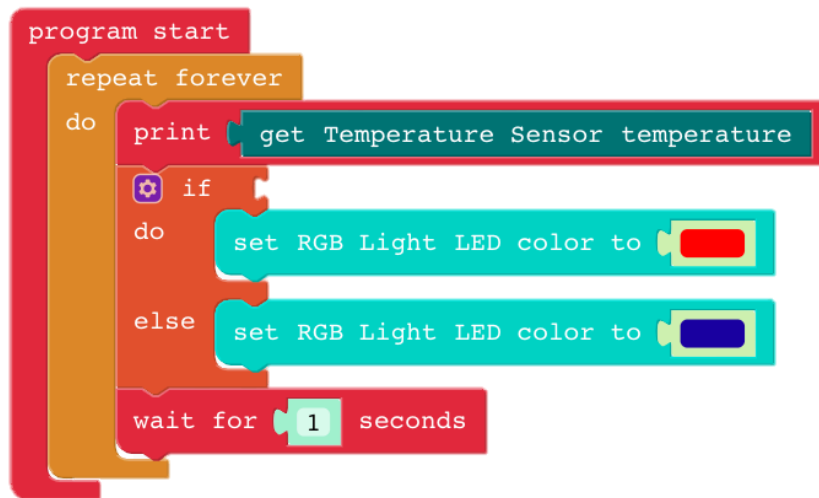 program start
repeat forever
do
print get Temperature Sensor temperature
if
do
set RGB Light LED color to
else
set RGB Light LED color to
wait for 1 seconds